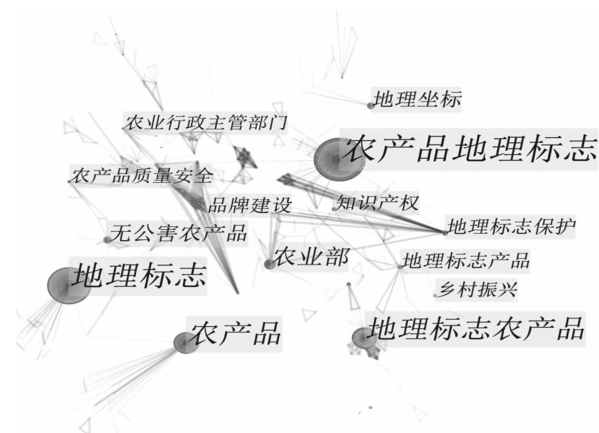 地理坐标
农业行政主管部门
农产品地理标志
农产品质量安全
品牌建设
知识产权
无公害农产品
地理标志保护
农业部
地理标志产品
地理标志
乡村振兴
农产品
地理标志农产品